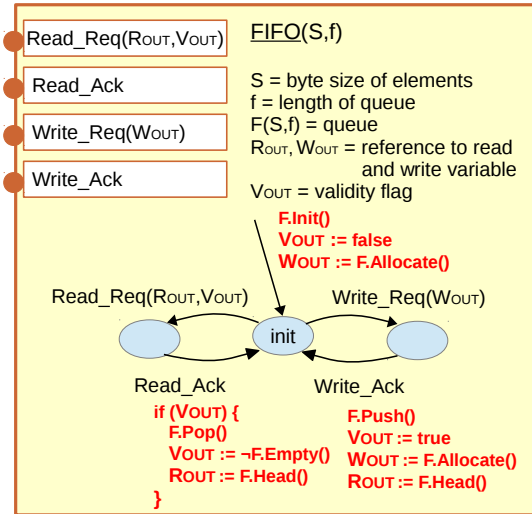 Read_Req(ROUT,VOUT)
Read_Ack
Write_Req(WOUT)
Write_Ack
FIFO(S,f)
S = byte size of elements
f = length of queue
F(S,f) = queue
ROUT, WOUT = reference to read
and write variable
VOUT = validity flag
F.Init()
VOUT := false
WOUT := F.Allocate()
Read_Req(ROUT,VOUT)
Write_Req(WOUT)
init
Read_Ack
if (VOUT) {
F.Pop()
VOUT := ¬F.Empty()
ROUT := F.Head()
}
Write_Ack
F.Push()
VOUT := true
WOUT := F.Allocate()
ROUT := F.Head()